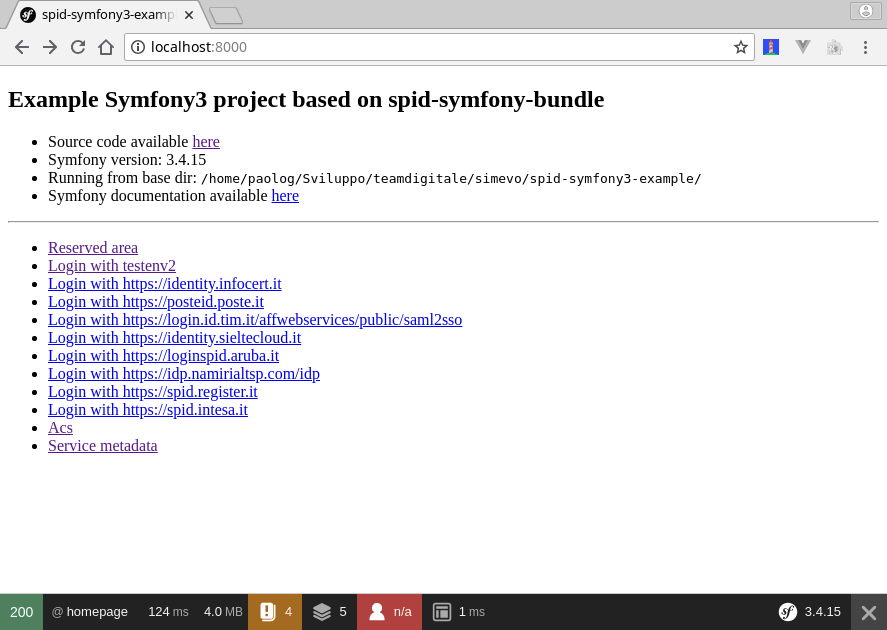 spid-symfony3-examp
localhost:8000
Example Symfony3 project based on spid-symfony-bundle
Source code available here
Symfony version: 3.4.15
Running from base dir: /home/paolog/Sviluppo/teamdigitale/simevo/spid-symfony3-example/
Symfony documentation available here
Reserved area
Login with testenv2
Login with https://identity.infocert.it
Login with https://posteid.poste.it
Login with https://login.id.tim.it/affwebservices/public/saml2sso
Login with https://identity.sieltecloud.it
Login with https://loginspid.aruba.it
Login with https://idp.namirialtsp.com/idp
Login with https://spid.register.it
Login with https://spid.intesa.it
Acs
Service metadata
200 @ homepage 124 ms 4.0 MB 4 5 n/a 1 ms sf 3.4.15